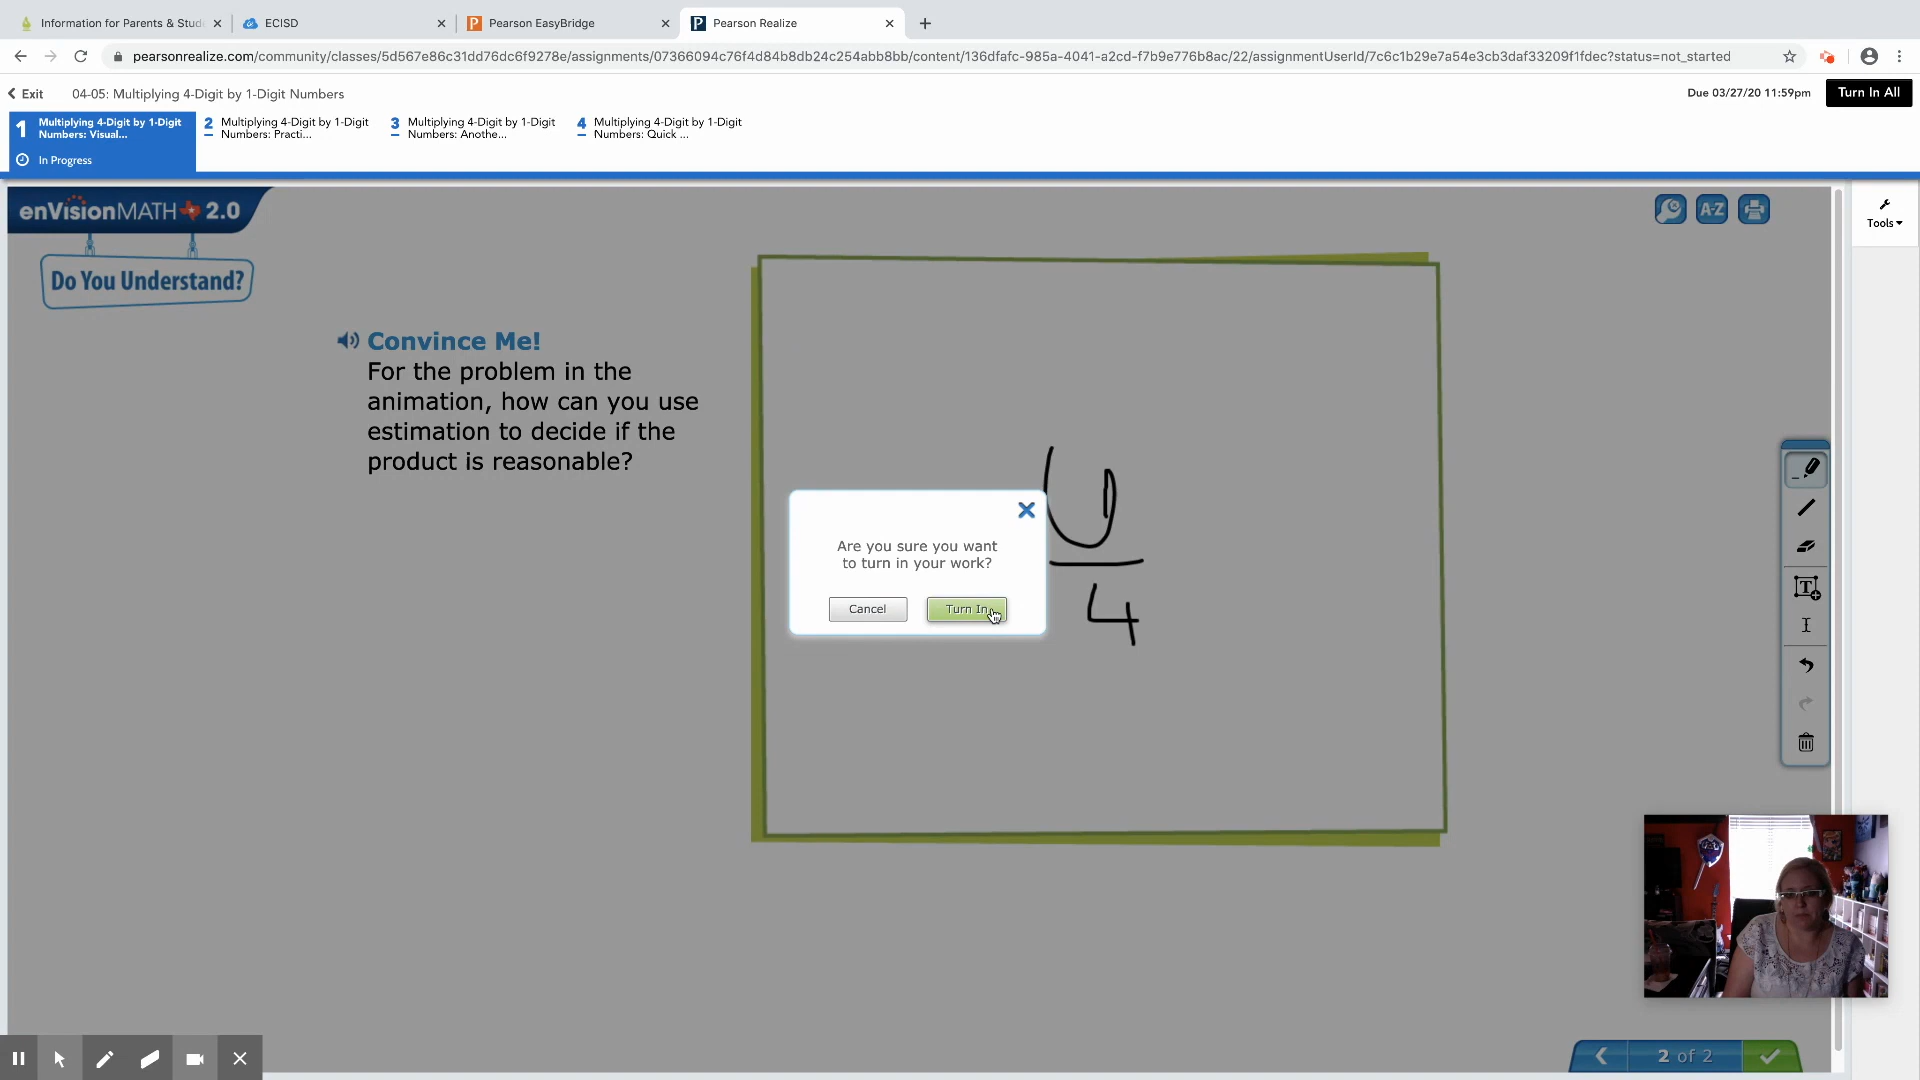 Information for Parents & Stud
ECISD
Pearson EasyBridge
Pearson Realize
pearsonrealize.com/community/classes/5d567e86c31dd76dc6f9278e/assignments/07366094c76f4d84b8db24c254abb8bb/content/136dfafc-985a-4041-a2cd-f7b9e776b8ac/22/assignmentUserId/7c6c1b29e7a54e3cb3daf33209f1fdec?status=not_started
Exit
04-05: Multiplying 4-Digit by 1-Digit Numbers
Due 03/27/20 11:59pm
Turn In All
1
Multiplying 4-Digit by 1-Digit
Numbers: Visual...
In Progress
2
Multiplying 4-Digit by 1-Digit
Numbers: Practi...
3
Multiplying 4-Digit by 1-Digit
Numbers: Anothe...
4
Multiplying 4-Digit by 1-Digit
Numbers: Quick ...
enVisionMATH 2.0
A-Z
Tools
Do You Understand?
Convince Me!
For the problem in the
animation, how can you use
estimation to decide if the
product is reasonable?
Are you sure you want
to turn in your work?
Cancel
Turn In
4
T
2 of 2